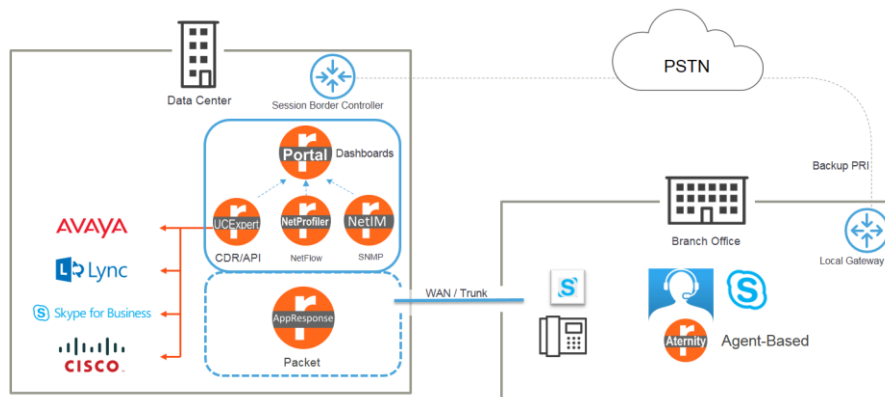 Data Center
Session Border Controller
PSTN
Portal
Dashboards
UCExpert
NetProfiler
NetIM
CDR/API
NetFlow
SNMP
AVAYA
Lync
Skype for Business
CISCO
AppResponse
Packet
WAN / Trunk
Backup PRI
Branch Office
Local Gateway
S
S
Aternity
Agent-Based